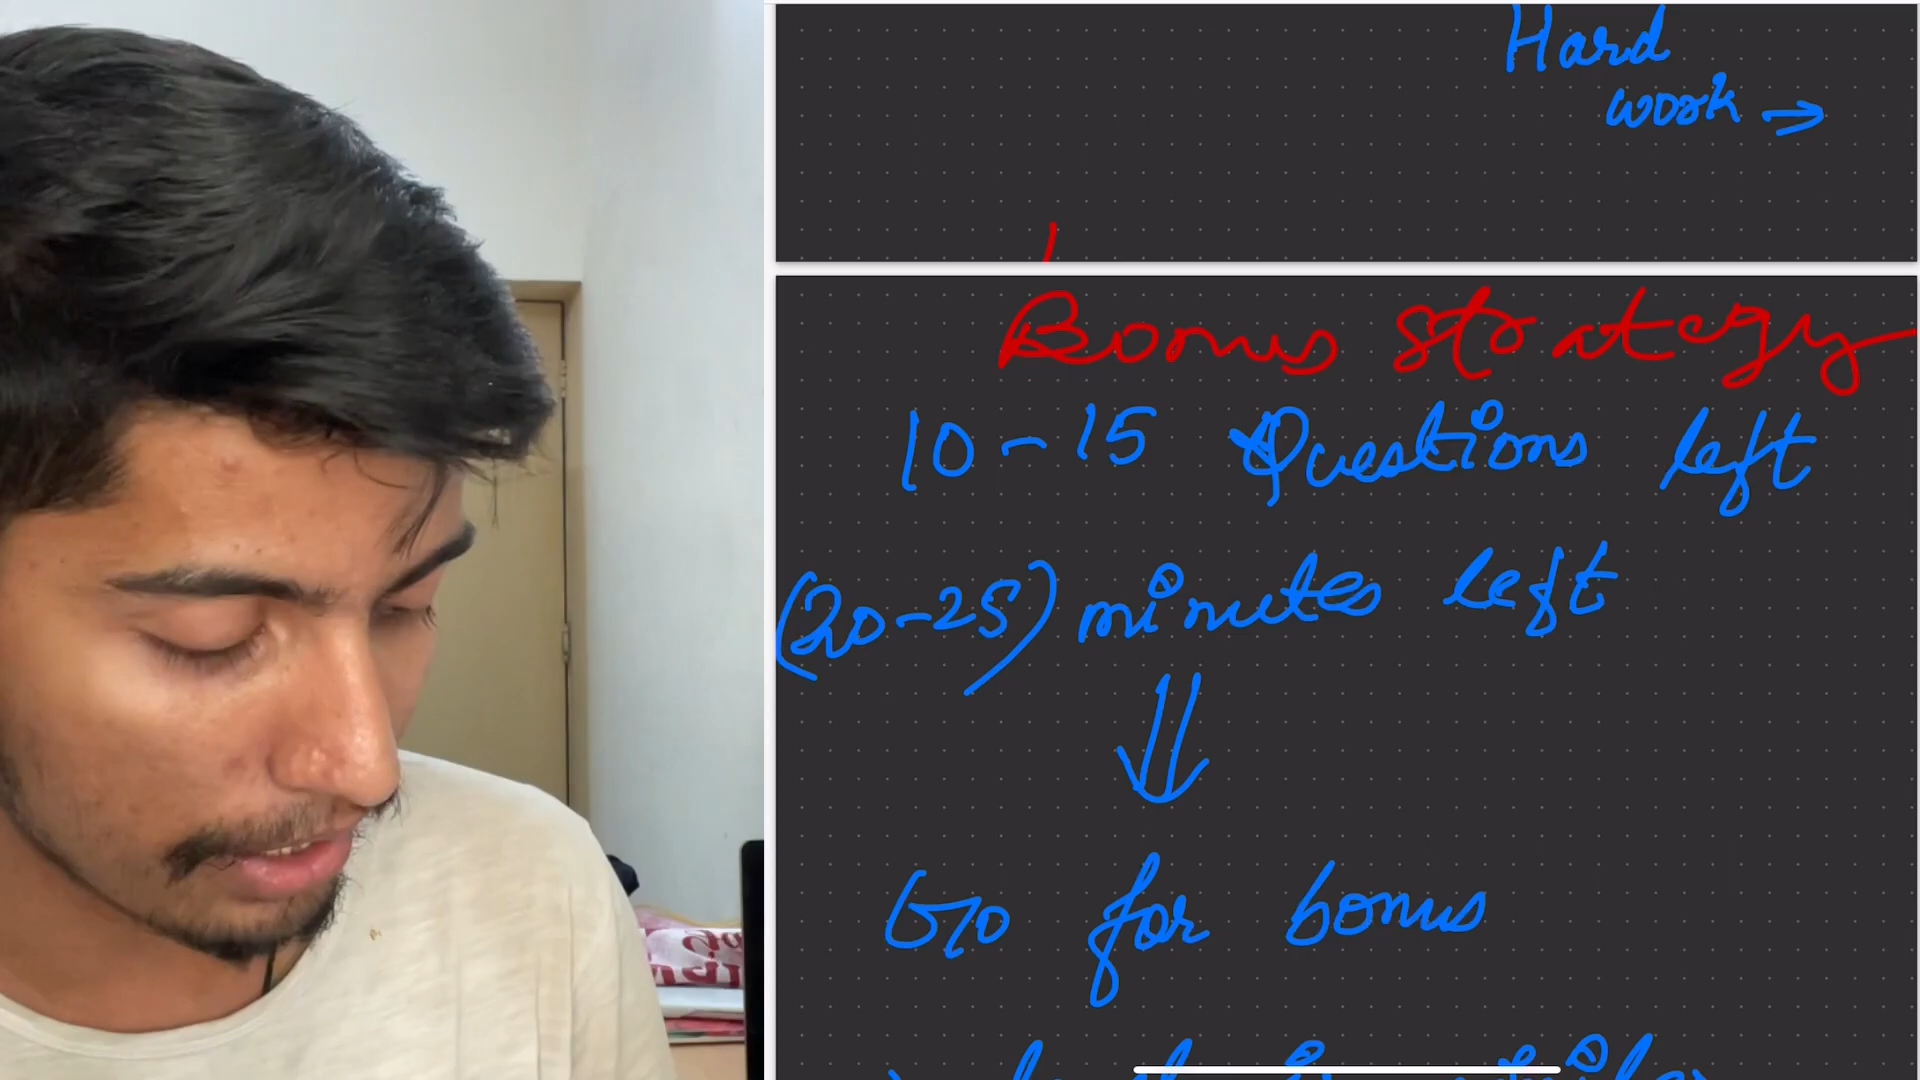 Hard
work →
Bonus strategy
10-15 Questions left
(20-25) minutes left
⇓
Go for bonus